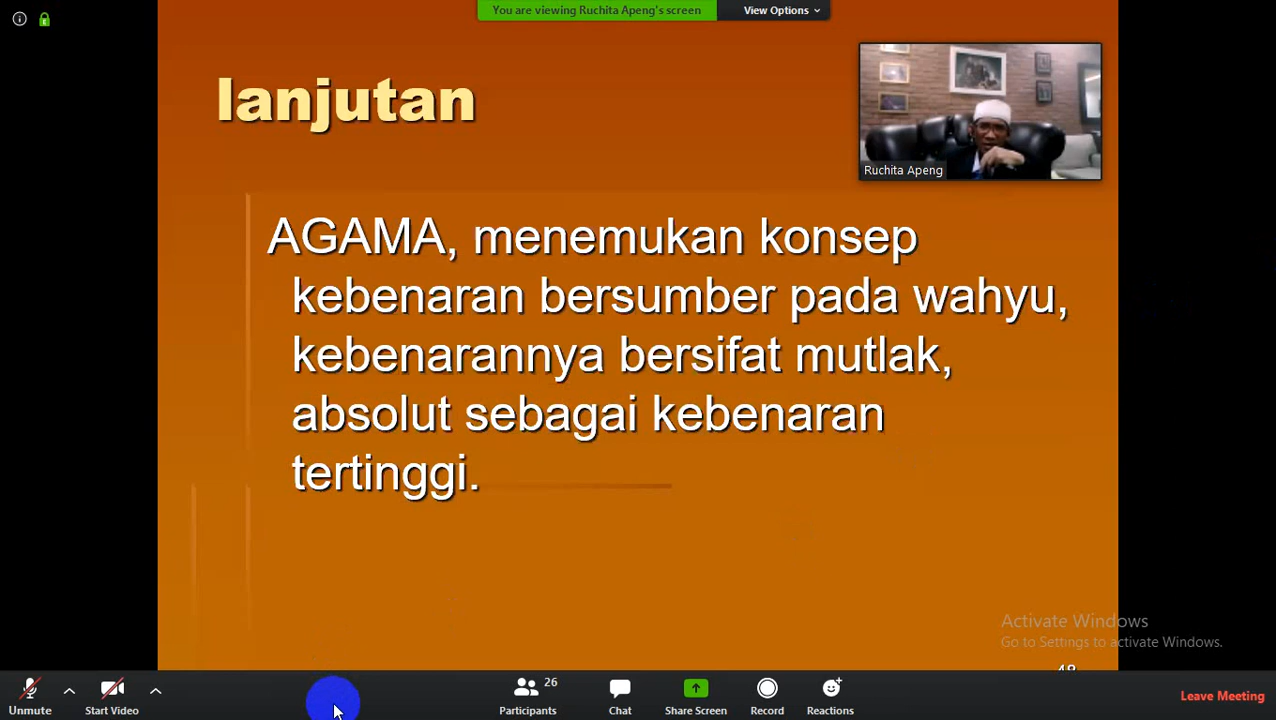 You are viewing Ruchita Apeng's screen
View Options
lanjutan
Ruchita Apeng
AGAMA, menemukan konsep
kebenaran bersumber pada wahyu,
kebenarannya bersifat mutlak,
absolut sebagai kebenaran
tertinggi.
Activate Windows
Go to Settings to activate Windows.
Unmute
Start Video
26
Participants
Chat
Share Screen
Record
Reactions
Leave Meeting